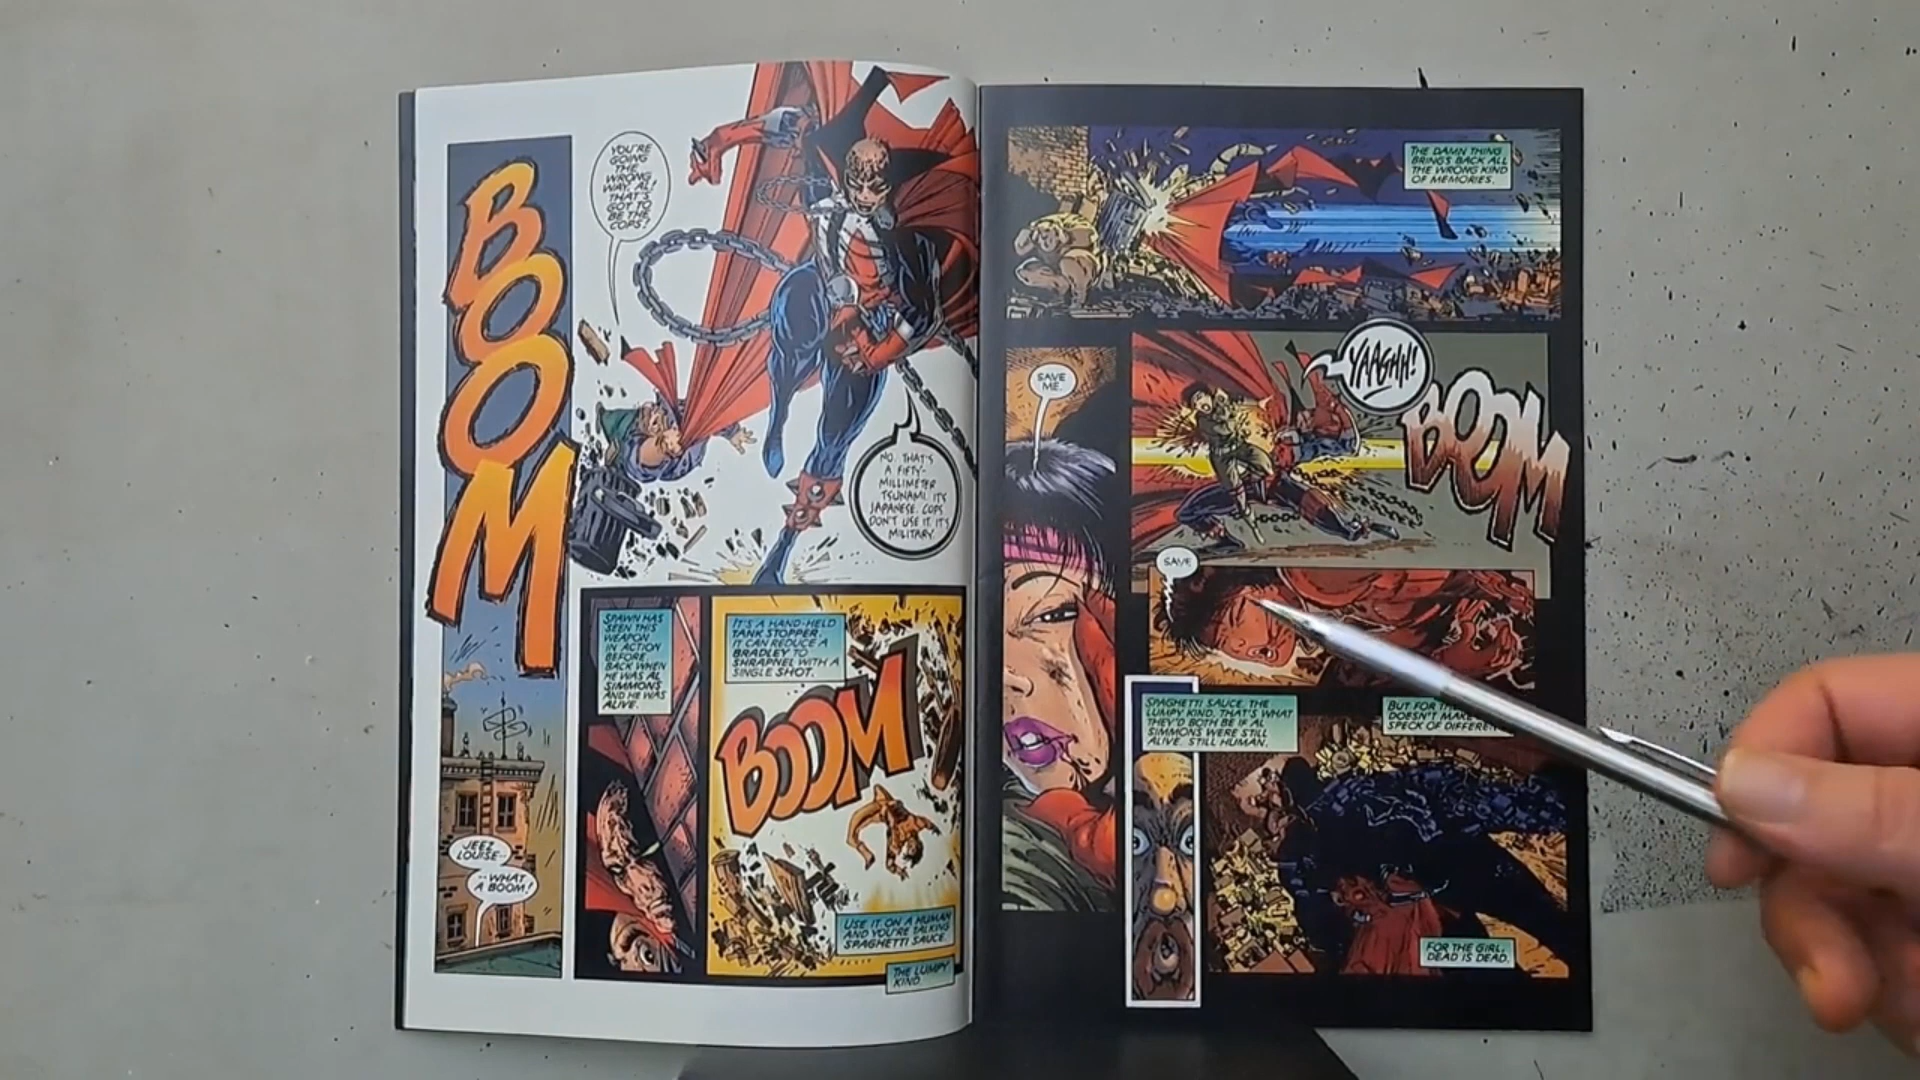 BOOM
YOU'RE
GOING
THE
WRONG
WAY, AL!
THAT'S
GOT TO
BE THE
COPS!
NO. THAT'S
A FIFTY-
MILLIMETER
TSUNAMI. IT'S
JAPANESE. COPS
DON'T USE IT. IT'S
MILITARY.
JEEZ
LOUISE--
--WHAT
A BOOM!
SPAWN HAS
SEEN THIS
WEAPON
IN ACTION
BEFORE.
BACK WHEN
HE WAS AL
SIMMONS
AND HE WAS
ALIVE.
IT'S A HAND-HELD
TANK STOPPER.
IT CAN REDUCE A
BRADLEY TO
SHRAPNEL WITH A
SINGLE SHOT.
BOOM
USE IT ON A HUMAN
AND YOU'RE TALKING
SPAGHETTI SAUCE.
THE LUMPY
KIND.
THE DAMN THING
BRINGS BACK ALL
THE WRONG KIND
OF MEMORIES.
SAVE
ME.
YAAGHH!
BOOM
SAVE
SPAGHETTI SAUCE. THE
LUMPY KIND. THAT'S WHAT
THEY'D BOTH BE IF AL
SIMMONS WERE STILL
ALIVE. STILL HUMAN.
BUT FOR
DOESN'T MAKE
SPECK OF
FOR THE GIRL,
DEAD IS DEAD.